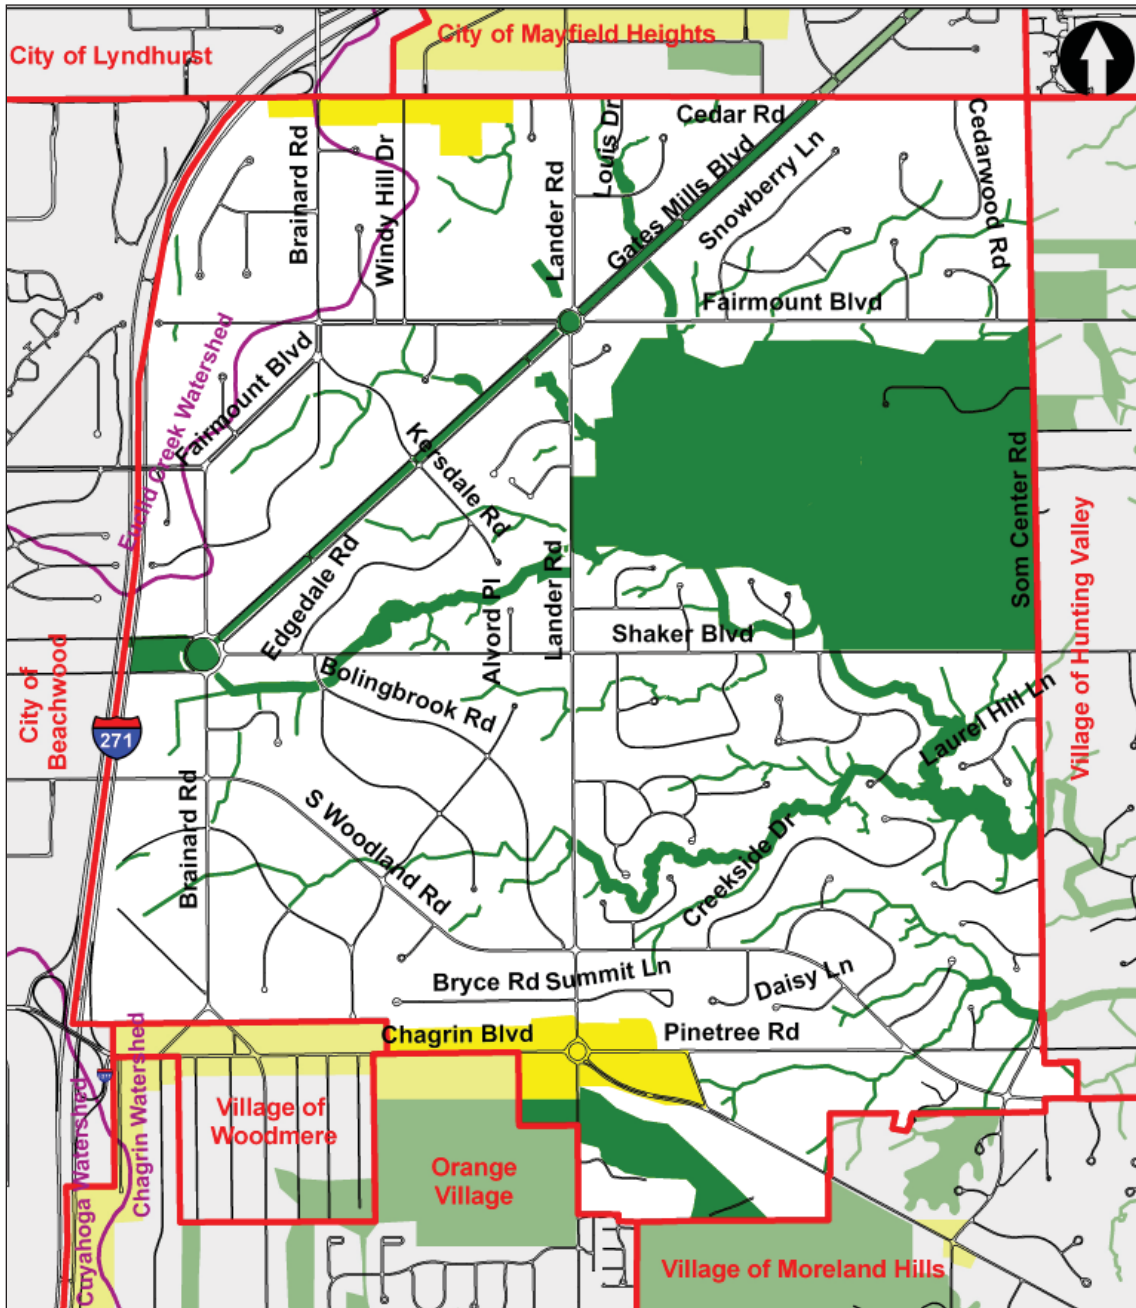 City of Lyndhurst
City of Mayfield Heights
Cedar Rd
Louis Dr
Cedarwood Rd
Brainard Rd
Windy Hill Dr
Lander Rd
Gates Mills Blvd
Snowberry Ln
Fairmount Blvd
Fairmount Blvd
Euclid Creek Watershed
Kersdale Rd
Som Center Rd
Village of Hunting Valley
Edgedale Rd
Alvord Pl
Lander Rd
Shaker Blvd
City of
Beachwood
Bolingbrook Rd
Laurel Hill Ln
271
Brainard Rd
S Woodland Rd
Creekside Dr
Bryce Rd
Summit Ln
Daisy Ln
Chagrin Blvd
Pinetree Rd
Cuyahoga Watershed
Chagrin Watershed
Village of
Woodmere
Orange
Village
Village of Moreland Hills